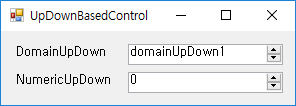 UpDownBasedControl
DomainUpDown domainUpDown1
NumericUpDown 0